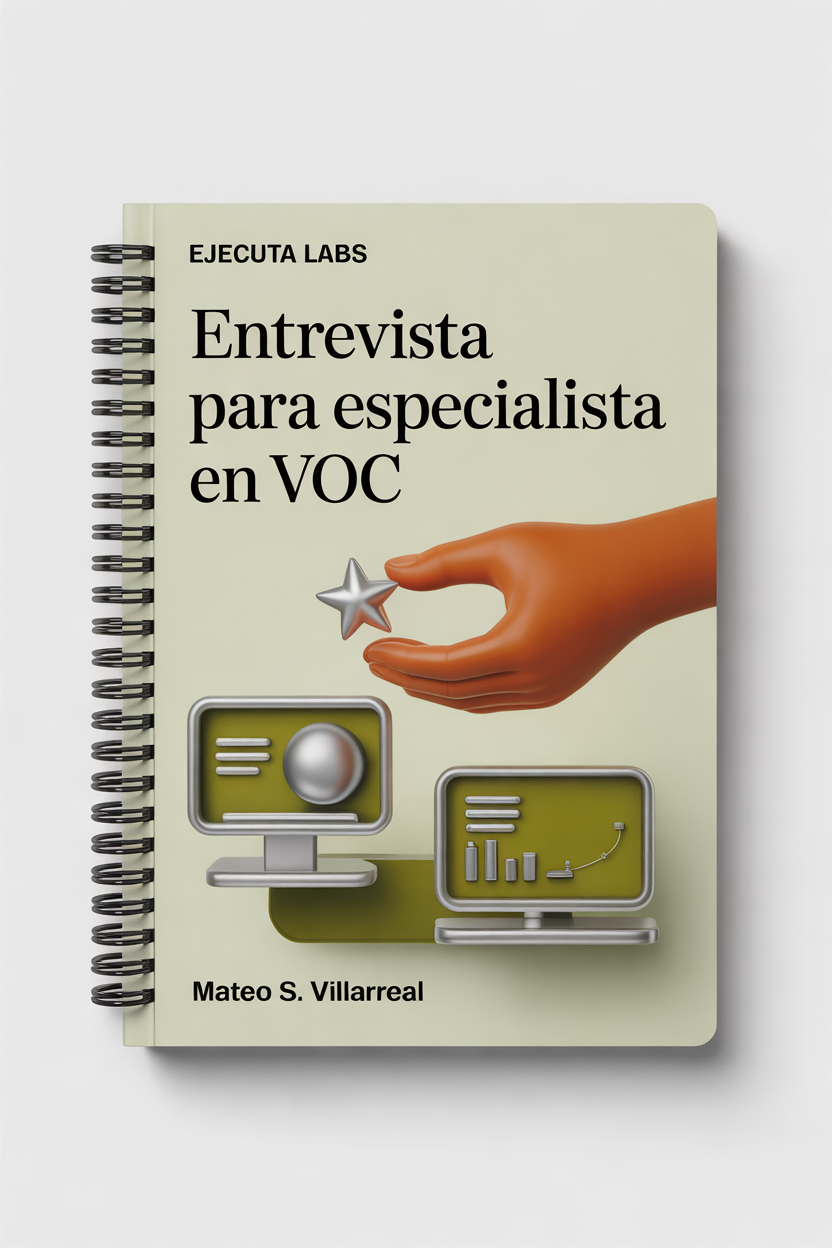 EJECUTA LABS
Entrevista
para especialista
en VOC
Mateo S. Villarreal